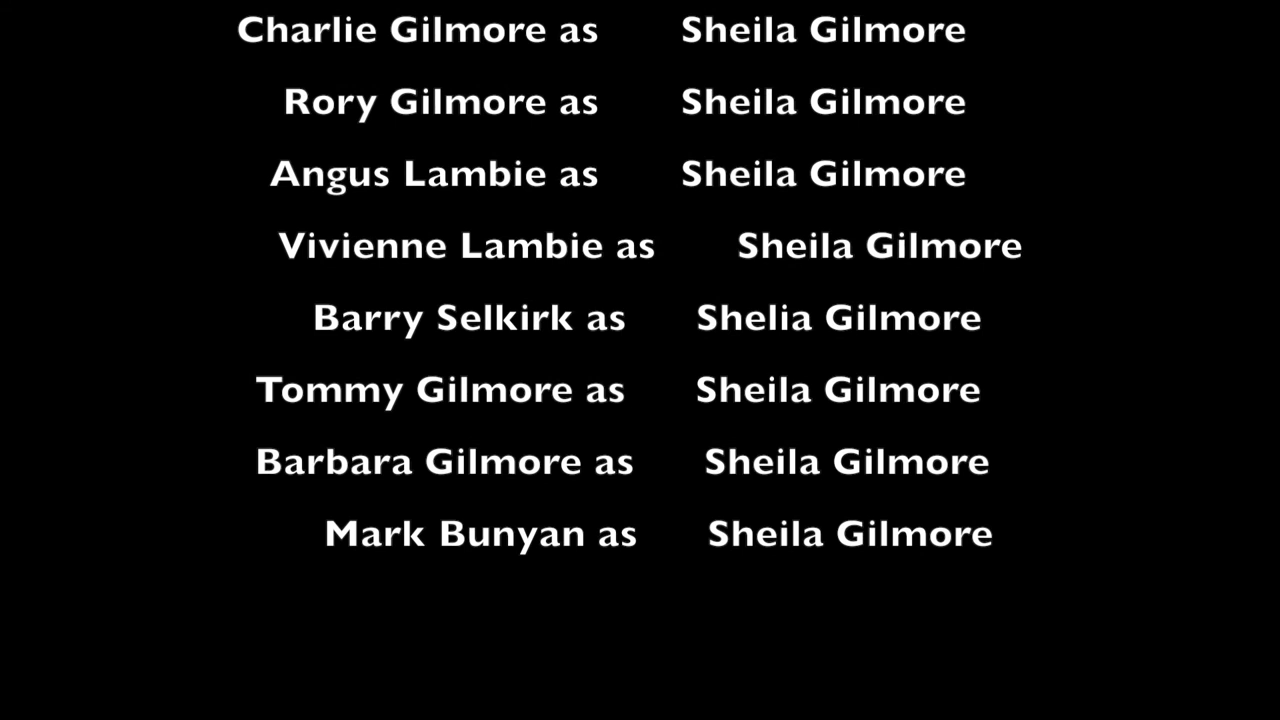 Charlie Gilmore as Sheila Gilmore
Rory Gilmore as Sheila Gilmore
Angus Lambie as Sheila Gilmore
Vivienne Lambie as Sheila Gilmore
Barry Selkirk as Shelia Gilmore
Tommy Gilmore as Sheila Gilmore
Barbara Gilmore as Sheila Gilmore
Mark Bunyan as Sheila Gilmore